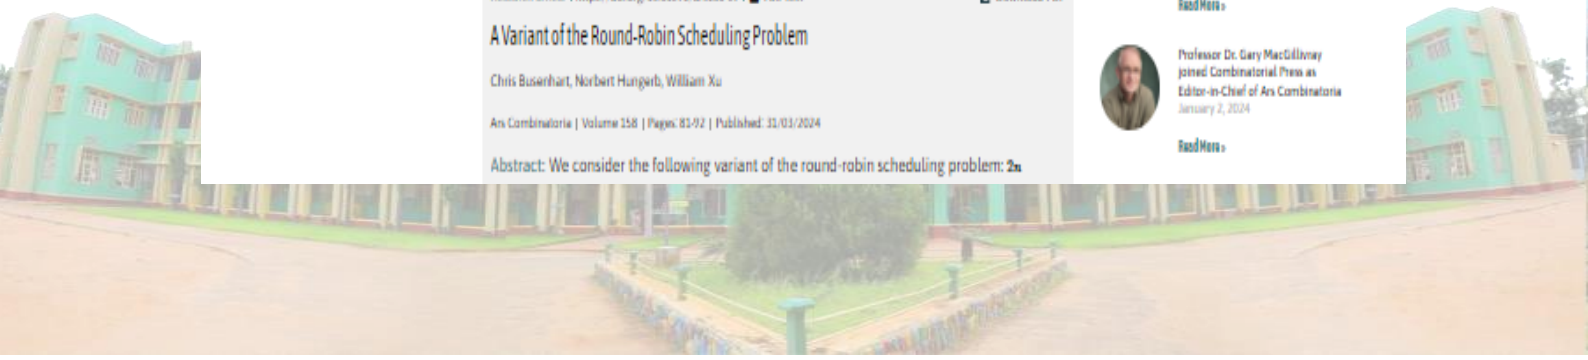 A Variant of the Round-Robin Scheduling Problem
Chris Busenhart, Norbert Hungerb, William Xu
Ars Combinatoria | Volume 158 | Pages: 81-92 | Published: 31/03/2024
Abstract: We consider the following variant of the round-robin scheduling problem: 2n
Read More »
Professor Dr. Gary MacGillivray
joined Combinatorial Press as
Editor-in-Chief of Ars Combinatoria
January 2, 2024
Read More »